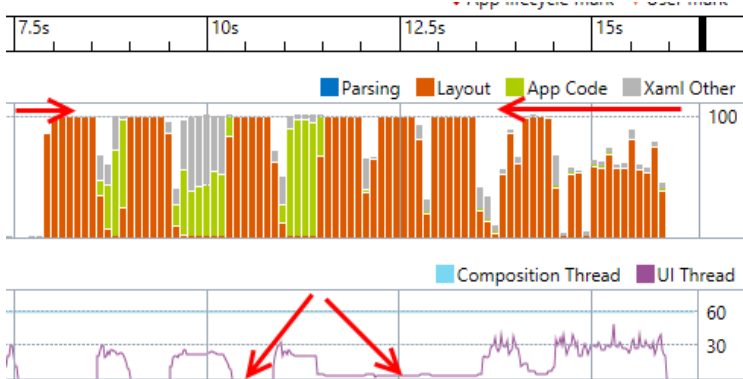 App lifecycle mark User mark
7.5s 10s 12.5s 15s
Parsing Layout App Code Xaml Other
100
Composition Thread UI Thread
60
30